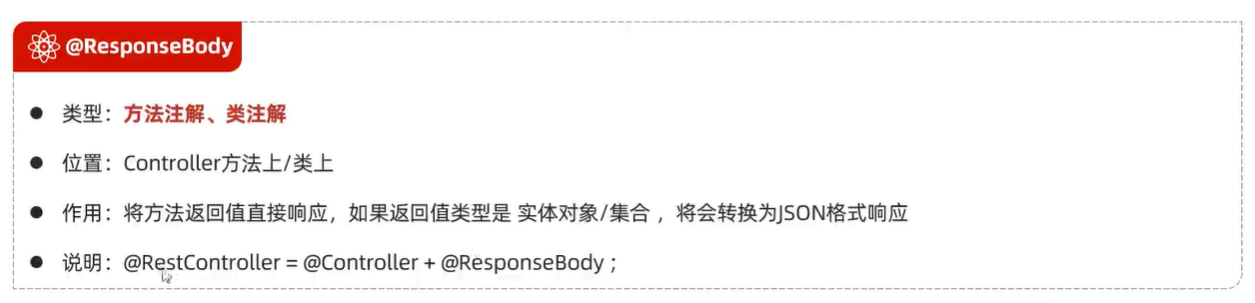 @ResponseBody
类型：方法注解、类注解
位置：Controller方法上/类上
作用：将方法返回值直接响应，如果返回值类型是 实体对象/集合 ，将会转换为JSON格式响应
说明：@RestController = @Controller + @ResponseBody ;